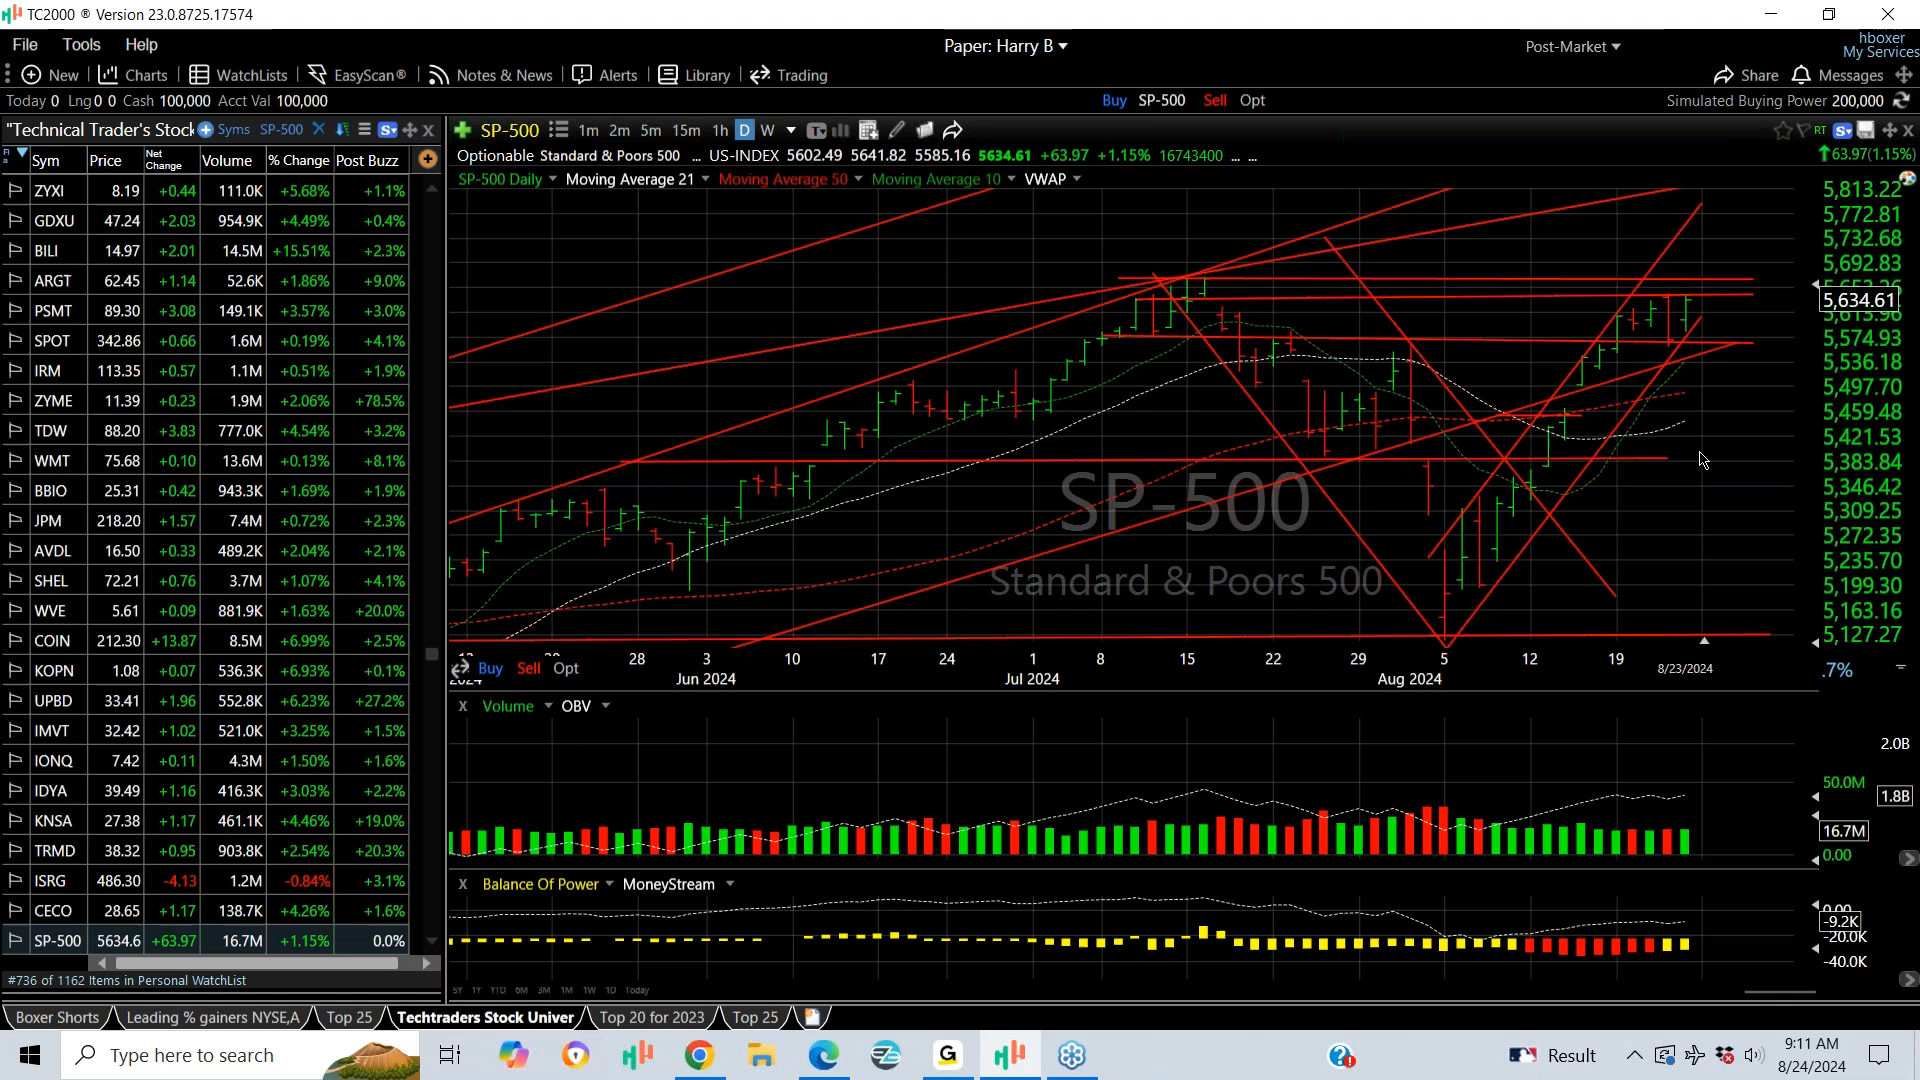 TC2000 ® Version 23.0.8725.17574
File Tools Help
Paper: Harry B
Post-Market
hboxer
My Services
New Charts WatchLists EasyScan® Notes & News Alerts Library Trading
Share Messages
Today 0 Lng 0 0 Cash 100,000 Acct Val 100,000
Buy SP-500 Sell Opt
Simulated Buying Power 200,000
"Technical Trader's Stock Syms SP-500
SP-500 1m 2m 5m 15m 1h D W
Optionable Standard & Poors 500 ... US-INDEX 5602.49 5641.82 5585.16 5634.61 +63.97 +1.15% 16743400 ... ...
RT
63.97(1.15%)
SP-500 Daily Moving Average 21 Moving Average 50 Moving Average 10 VWAP
Sym Price Net Change Volume % Change Post Buzz
ZYXI 8.19 +0.44 111.0K +5.68% +1.1%
GDXU 47.24 +2.03 954.9K +4.49% +0.4%
BILI 14.97 +2.01 14.5M +15.51% +2.3%
ARGT 62.45 +1.14 52.6K +1.86% +9.0%
PSMT 89.30 +3.08 149.1K +3.57% +3.0%
SPOT 342.86 +0.66 1.6M +0.19% +4.1%
IRM 113.35 +0.57 1.1M +0.51% +1.9%
ZYME 11.39 +0.23 1.9M +2.06% +78.5%
TDW 88.20 +3.83 777.0K +4.54% +3.2%
WMT 75.68 +0.10 13.6M +0.13% +8.1%
BBIO 25.31 +0.42 943.3K +1.69% +1.9%
JPM 218.20 +1.57 7.4M +0.72% +2.3%
AVDL 16.50 +0.33 489.2K +2.04% +2.1%
SHEL 72.21 +0.76 3.7M +1.07% +4.1%
WVE 5.61 +0.09 881.9K +1.63% +20.0%
COIN 212.30 +13.87 8.5M +6.99% +2.5%
KOPN 1.08 +0.07 536.3K +6.93% +0.1%
UPBD 33.41 +1.96 552.8K +6.23% +27.2%
IMVT 32.42 +1.02 521.0K +3.25% +1.5%
IONQ 7.42 +0.11 4.3M +1.50% +1.6%
IDYA 39.49 +1.16 416.3K +3.03% +2.2%
KNSA 27.38 +1.17 461.1K +4.46% +19.0%
TRMD 38.32 +0.95 903.8K +2.54% +20.3%
ISRG 486.30 -4.13 1.2M -0.84% +3.1%
CECO 28.65 +1.17 138.7K +4.26% +1.6%
SP-500 5634.6 +63.97 16.7M +1.15% 0.0%
#736 of 1162 Items in Personal WatchList
5,813.22
5,772.81
5,732.68
5,692.83
5,634.61
5,574.93
5,536.18
5,497.70
5,459.48
5,421.53
5,383.84
5,346.42
5,309.25
5,272.35
5,235.70
5,199.30
5,163.16
5,127.27
SP-500
Standard & Poors 500
28 3 10 17 24 1 8 15 22 29 5 12 19 8/23/2024
Buy Sell Opt
.7%
Jun 2024 Jul 2024 Aug 2024
X Volume OBV
2.0B
50.0M
1.8B
16.7M
0.00
X Balance Of Power MoneyStream
0.00
-9.2K
-20.0K
-40.0K
5Y 1Y YTD 6M 3M 1M 1W 1D Today
Boxer Shorts Leading % gainers NYSE,A Top 25 Techtraders Stock Univer Top 20 for 2023 Top 25
Type here to search
Result
9:11 AM
8/24/2024